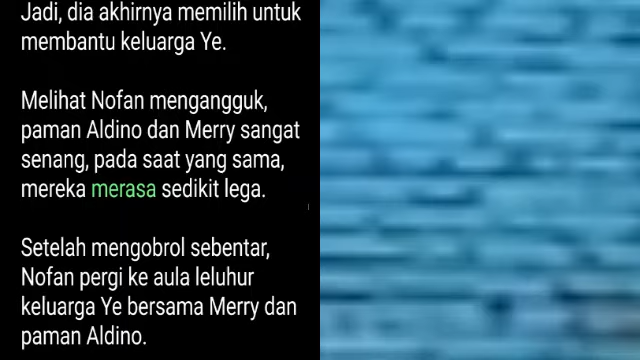 Jadi, dia akhirnya memilih untuk
membantu keluarga Ye.
Melihat Nofan mengangguk,
paman Aldino dan Merry sangat
senang, pada saat yang sama,
mereka merasa sedikit lega.
Setelah mengobrol sebentar,
Nofan pergi ke aula leluhur
keluarga Ye bersama Merry dan
paman Aldino.